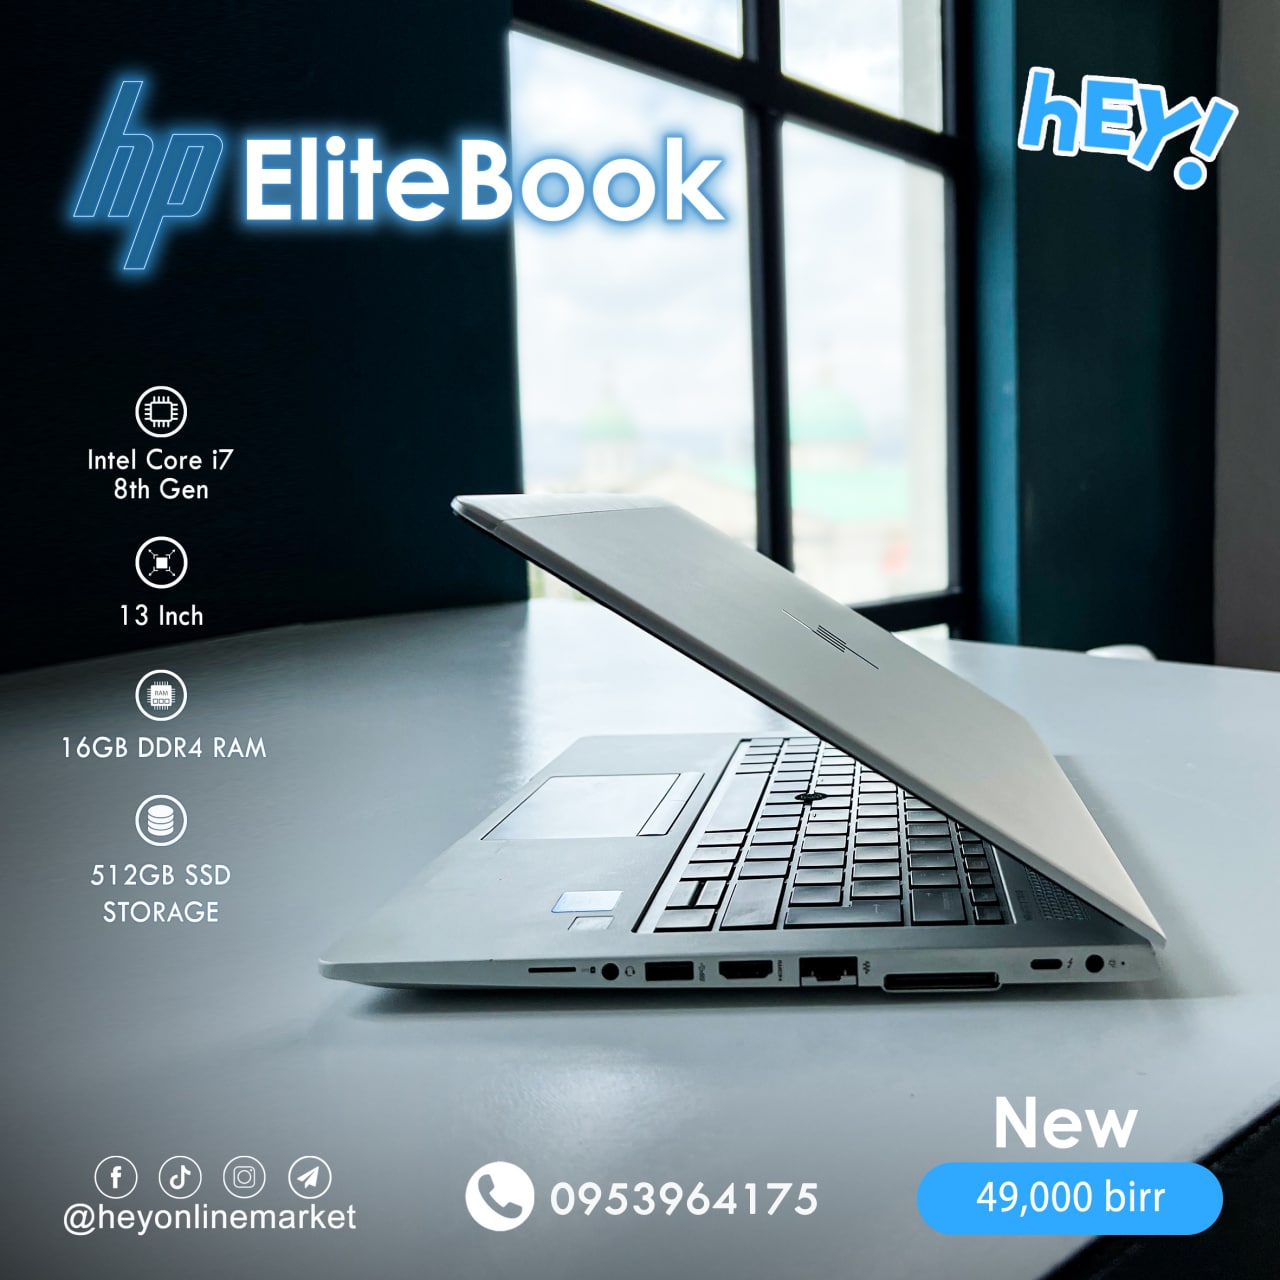 hp EliteBook
hEY!
Intel Core i7
8th Gen
13 Inch
RAM
16GB DDR4 RAM
512GB SSD
STORAGE
New
49,000 birr
@heyonlinemarket
0953964175